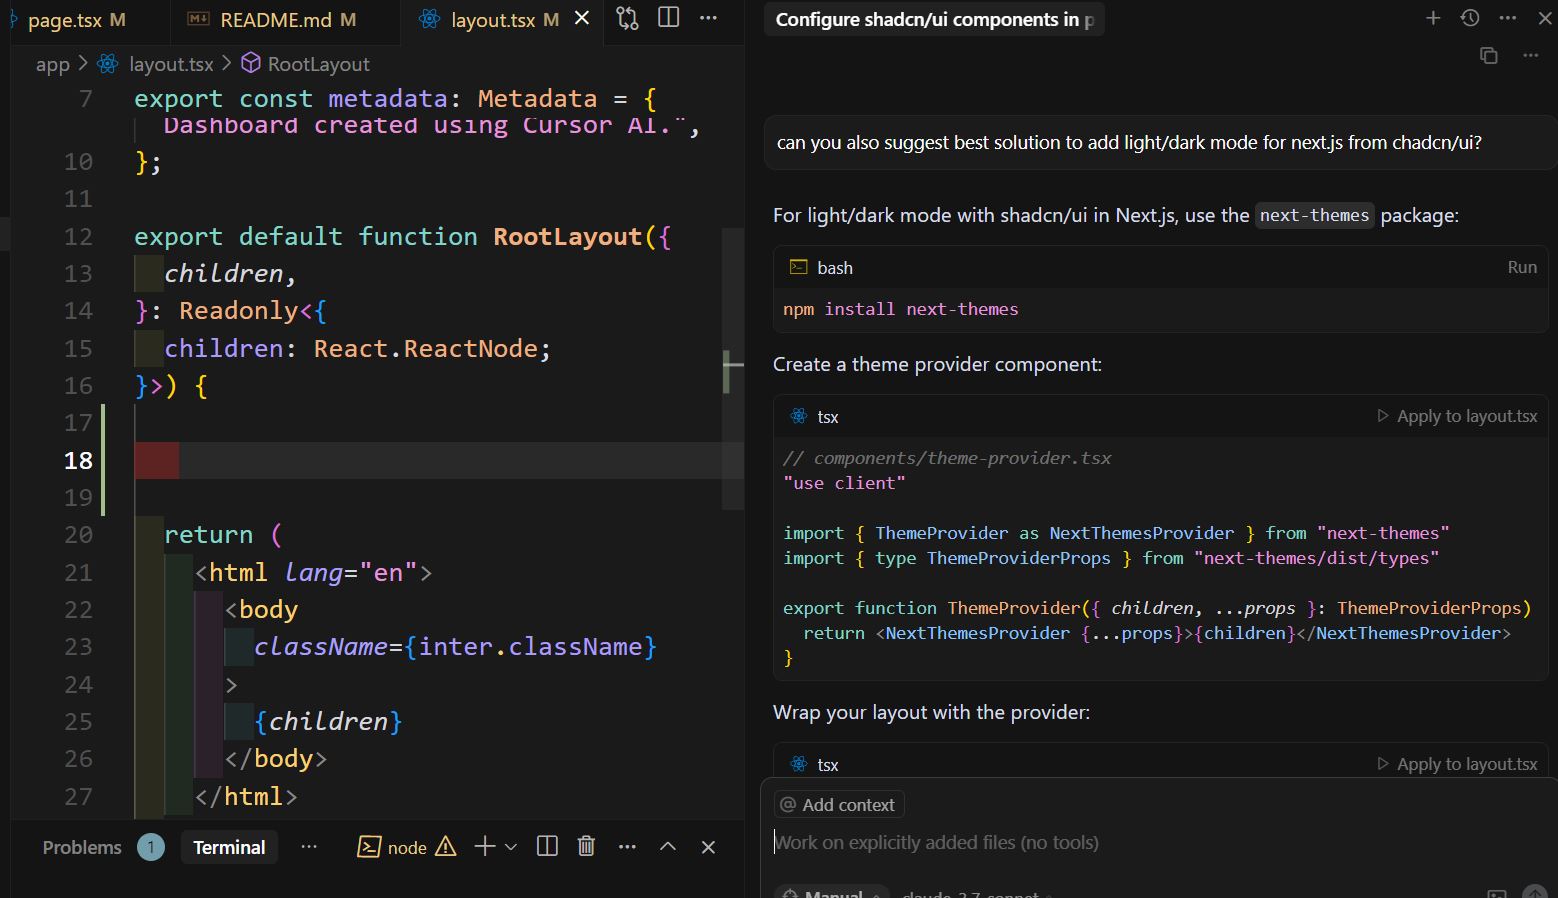 page.tsx M README.md M layout.tsx M
app > layout.tsx > RootLayout
7 export const metadata: Metadata = {
Dashboard created using Cursor AI.",
10 };
11
12 export default function RootLayout({
13 children,
14 }: Readonly<{
15 children: React.ReactNode;
16 }>) {
17
18
19
20 return (
21 <html lang="en">
22 <body
23 className={inter.className}
24 >
25 {children}
26 </body>
27 </html>
Problems 1 Terminal ... node
Configure shadcn/ui components in p
can you also suggest best solution to add light/dark mode for next.js from chadcn/ui?
For light/dark mode with shadcn/ui in Next.js, use the next-themes package:
bash Run
npm install next-themes
Create a theme provider component:
tsx Apply to layout.tsx
// components/theme-provider.tsx
"use client"
import { ThemeProvider as NextThemesProvider } from "next-themes"
import { type ThemeProviderProps } from "next-themes/dist/types"
export function ThemeProvider({ children, ...props }: ThemeProviderProps)
return <NextThemesProvider {...props}>{children}</NextThemesProvider>
}
Wrap your layout with the provider:
tsx Apply to layout.tsx
@ Add context
Work on explicitly added files (no tools)
Manual claude-3.7-sonnet